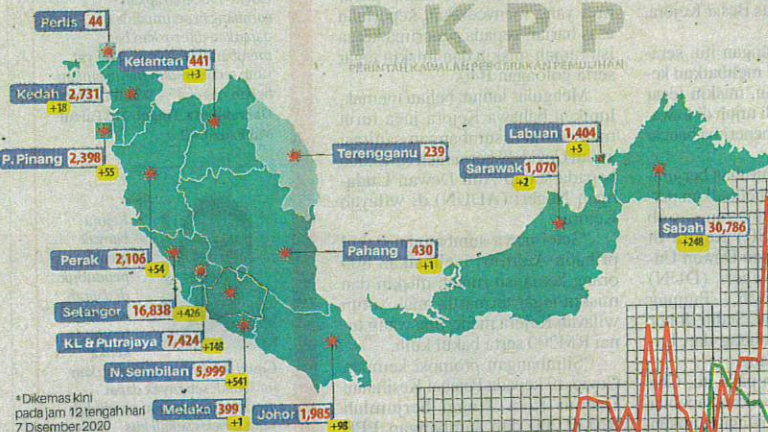 PKPP
PERINTAH KAWALAN PERGERAKAN PEMULIHAN
Perlis 44
Kelantan 441
+3
Kedah 2,731
+18
P. Pinang 2,398
+55
Terengganu 239
Labuan 1,404
+5
Sarawak 1,070
+2
Sabah 30,786
+248
Perak 2,106
+54
Pahang 430
+1
Selangor 16,838
+426
KL & Putrajaya 7,424
+148
N. Sembilan 5,999
+541
Melaka 399
+1
Johor 1,985
+98
*Dikemas kini
pada jam 12 tengah hari
7 Disember 2020